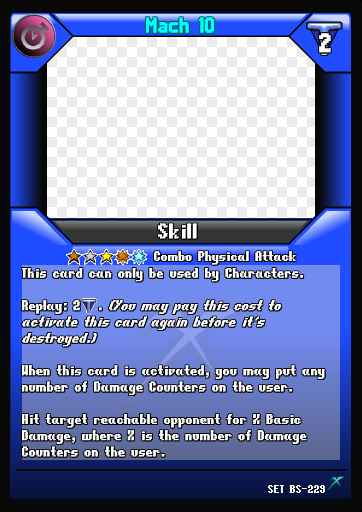 Mach 10
2
Skill
Combo Physical Attack
This card can only be used by Characters.
Replay: 2 . (You may pay this cost to
activate this card again before it's
destroyed.)
When this card is activated, you may put any
number of Damage Counters on the user.
Hit target reachable opponent for X Basic
Damage, where X is the number of Damage
Counters on the user.
SET BS-229